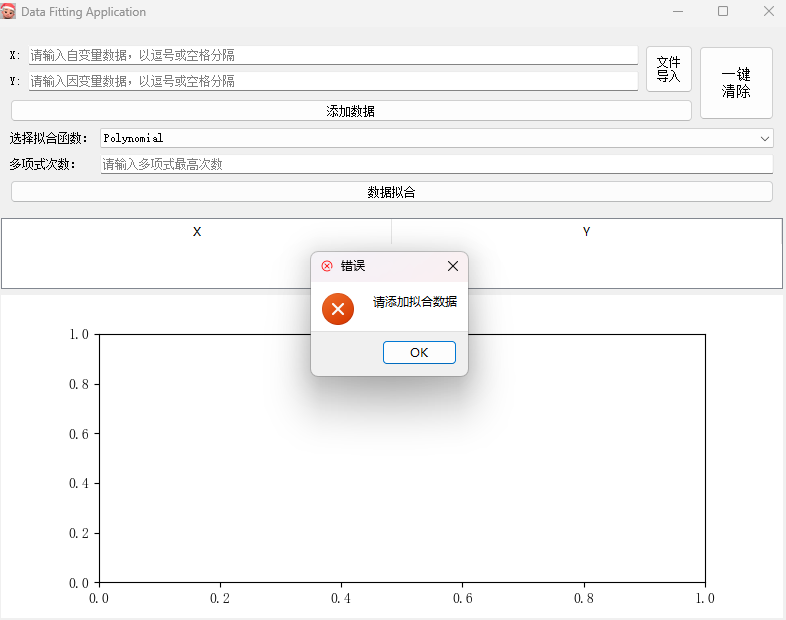 Data Fitting Application
X: 请输入自变量数据，以逗号或空格分隔
Y: 请输入因变量数据，以逗号或空格分隔
文件
导入
一键
清除
添加数据
选择拟合函数: Polynomial
多项式次数: 请输入多项式最高次数
数据拟合
X Y
错误
请添加拟合数据
OK
1.0
0.8
0.6
0.4
0.2
0.0
0.0 0.2 0.4 0.6 0.8 1.0